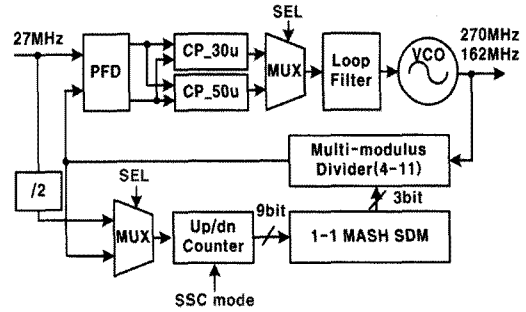 SEL
27MHz
PFD
CP_30u
CP_50u
MUX
Loop
Filter
VCO
270MHz
162MHz
Multi-modulus
Divider(4-11)
/2
SEL
3bit
MUX
Up/dn
Counter
9bit
1-1 MASH SDM
SSC mode